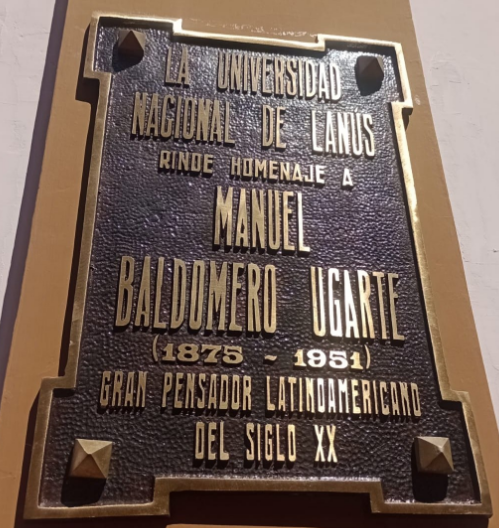 LA UNIVERSIDAD
NACIONAL DE LANUS
RINDE HOMENAJE A
MANUEL
BALDOMERO UGARTE
(1875 - 1951)
GRAN PENSADOR LATINOAMERICANO
DEL SIGLO XX